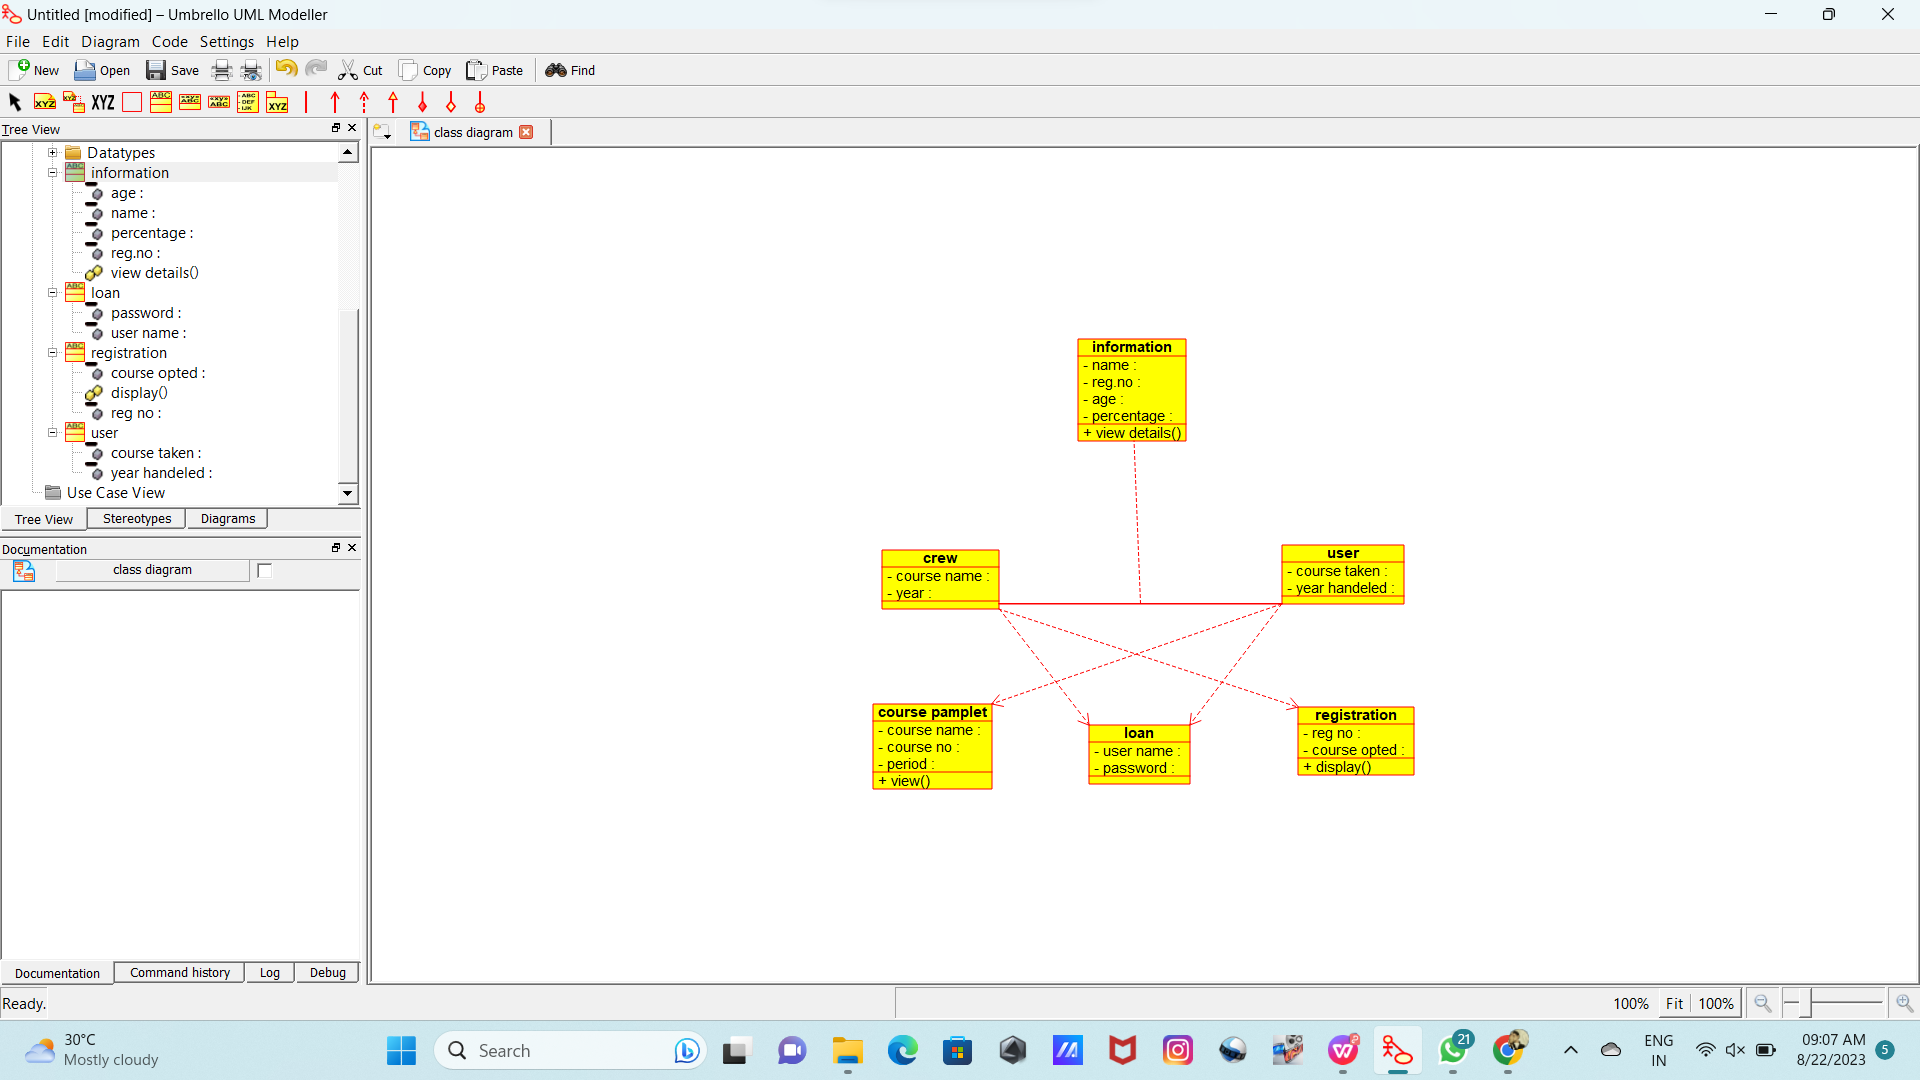 Untitled [modified] – Umbrello UML Modeller
File Edit Diagram Code Settings Help
New Open Save Cut Copy Paste Find
XYZ
Tree View
class diagram
Datatypes
information
age :
name :
percentage :
reg.no :
view details()
loan
password :
user name :
registration
course opted :
display()
reg no :
user
course taken :
year handeled :
Use Case View
Tree View Stereotypes Diagrams
Documentation
class diagram
Documentation Command history Log Debug
information
- name :
- reg.no :
- age :
- percentage :
+ view details()
crew
- course name :
- year :
user
- course taken :
- year handeled :
course pamplet
- course name :
- course no :
- period :
+ view()
loan
- user name :
- password :
registration
- reg no :
- course opted :
+ display()
Ready.
100% Fit 100%
30°C
Mostly cloudy
Search
21
ENG
IN
09:07 AM
8/22/2023
5